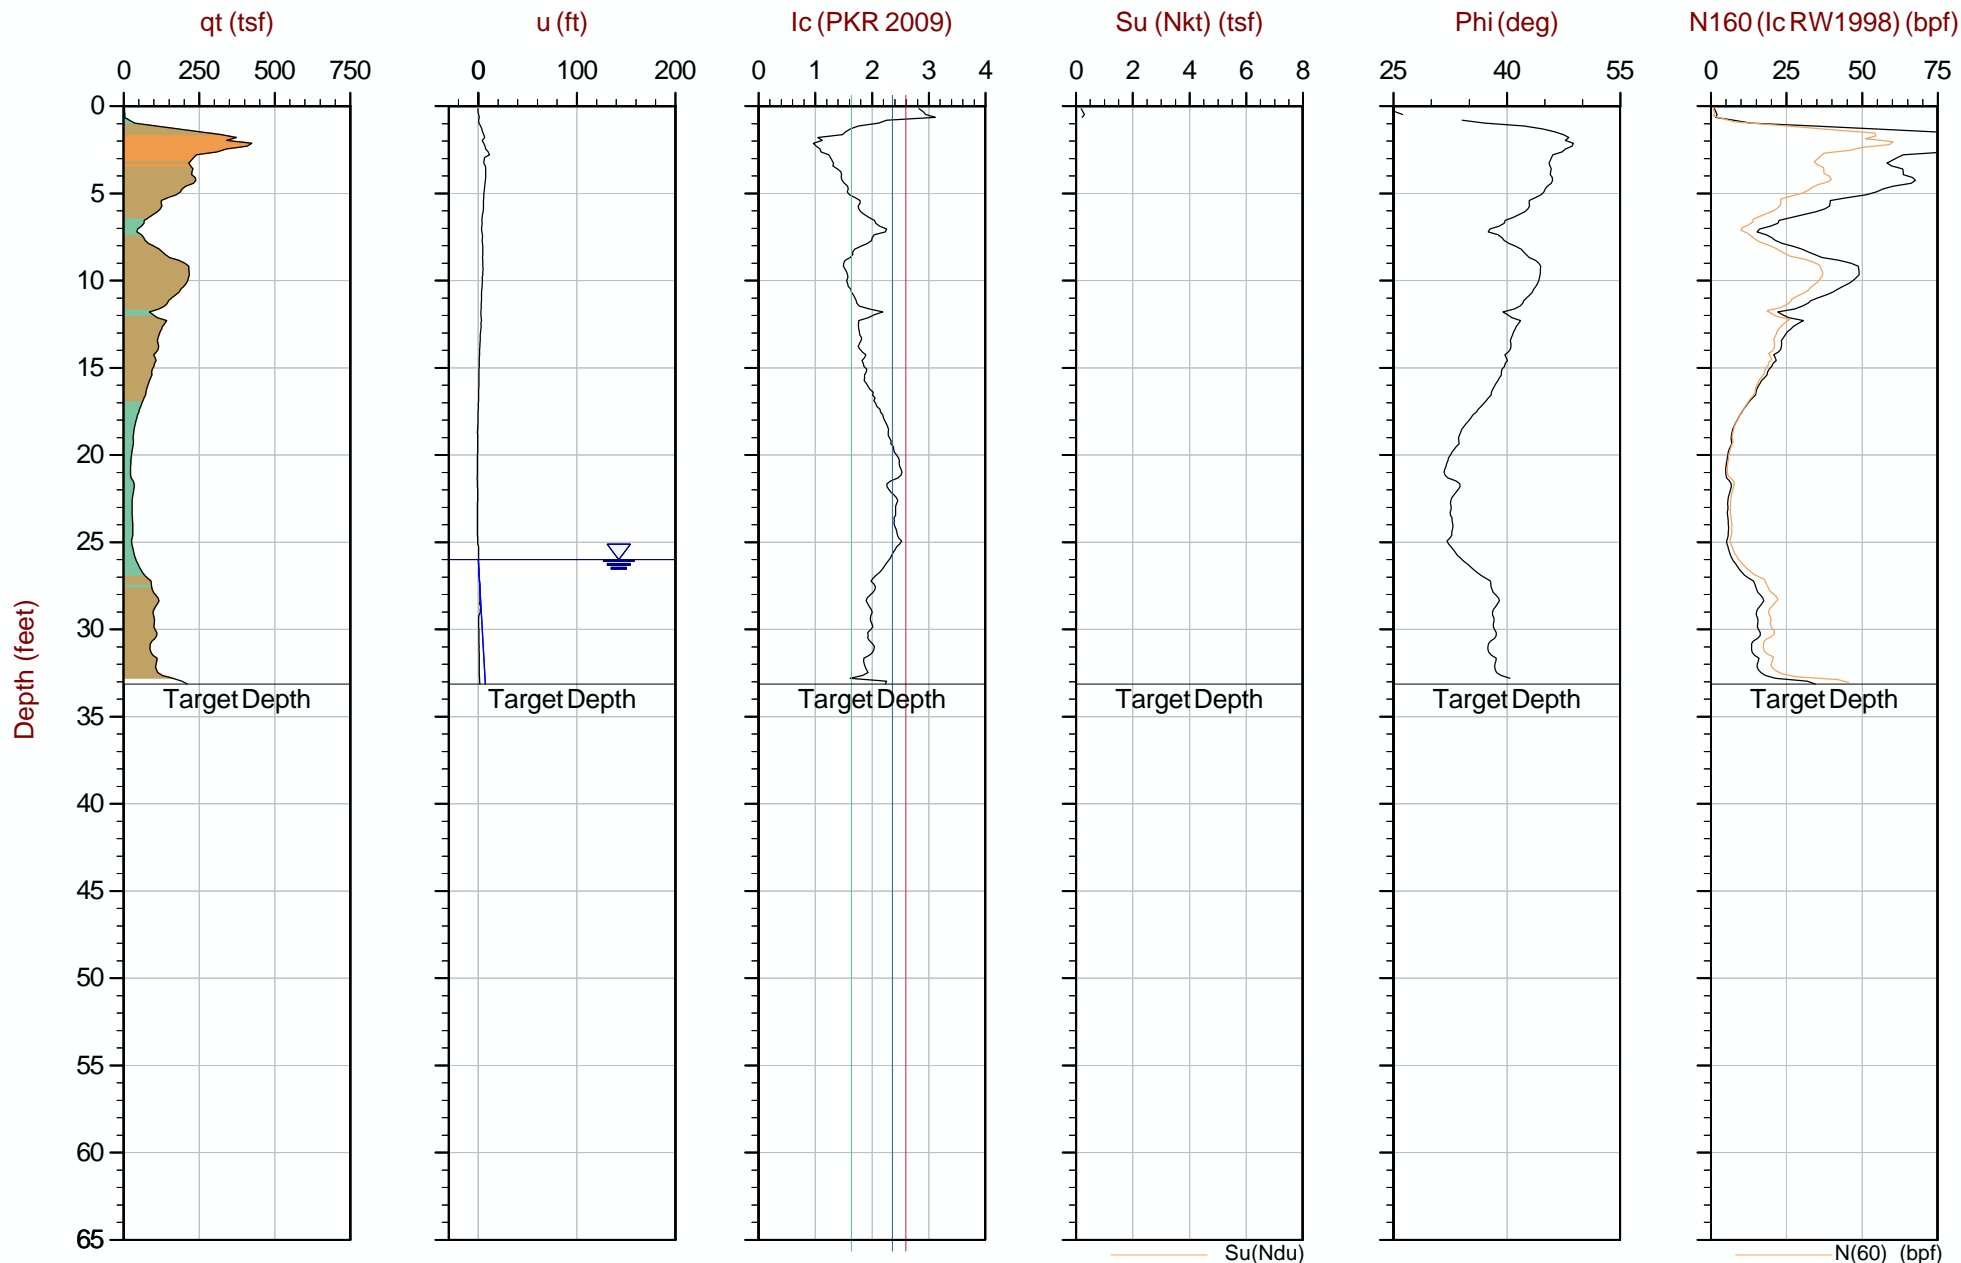 qt (tsf)
u (ft)
Ic (PKR 2009)
Su (Nkt) (tsf)
Phi (deg)
N160 (Ic RW1998) (bpf)
0 250 500 750
0 100 200
0 1 2 3 4
0 2 4 6 8
25 40 55
0 25 50 75
0
5
10
15
20
25
30
35
40
45
50
55
60
65
Depth (feet)
Target Depth
Target Depth
Target Depth
Target Depth
Target Depth
Target Depth
Su(Ndu)
N(60) (bpf)